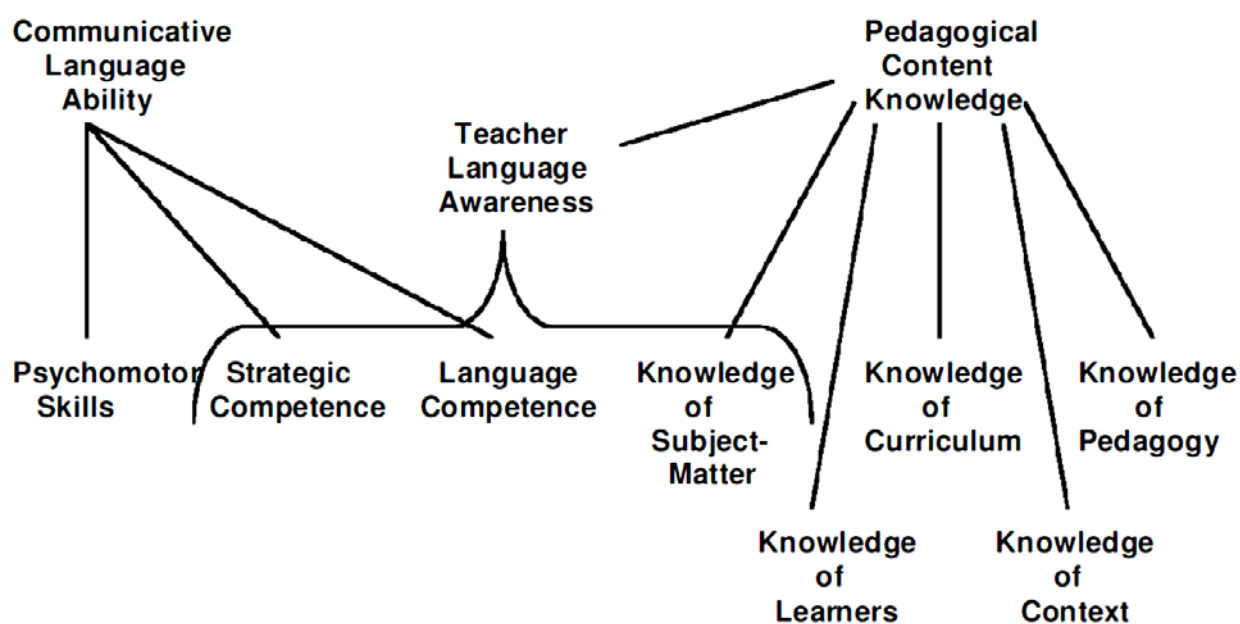 Communicative
Language
Ability
Pedagogical
Content
Knowledge
Teacher
Language
Awareness
Psychomotor
Skills
Strategic
Competence
Language
Competence
Knowledge
of
Subject-
Matter
Knowledge
of
Curriculum
Knowledge
of
Pedagogy
Knowledge
of
Learners
Knowledge
of
Context